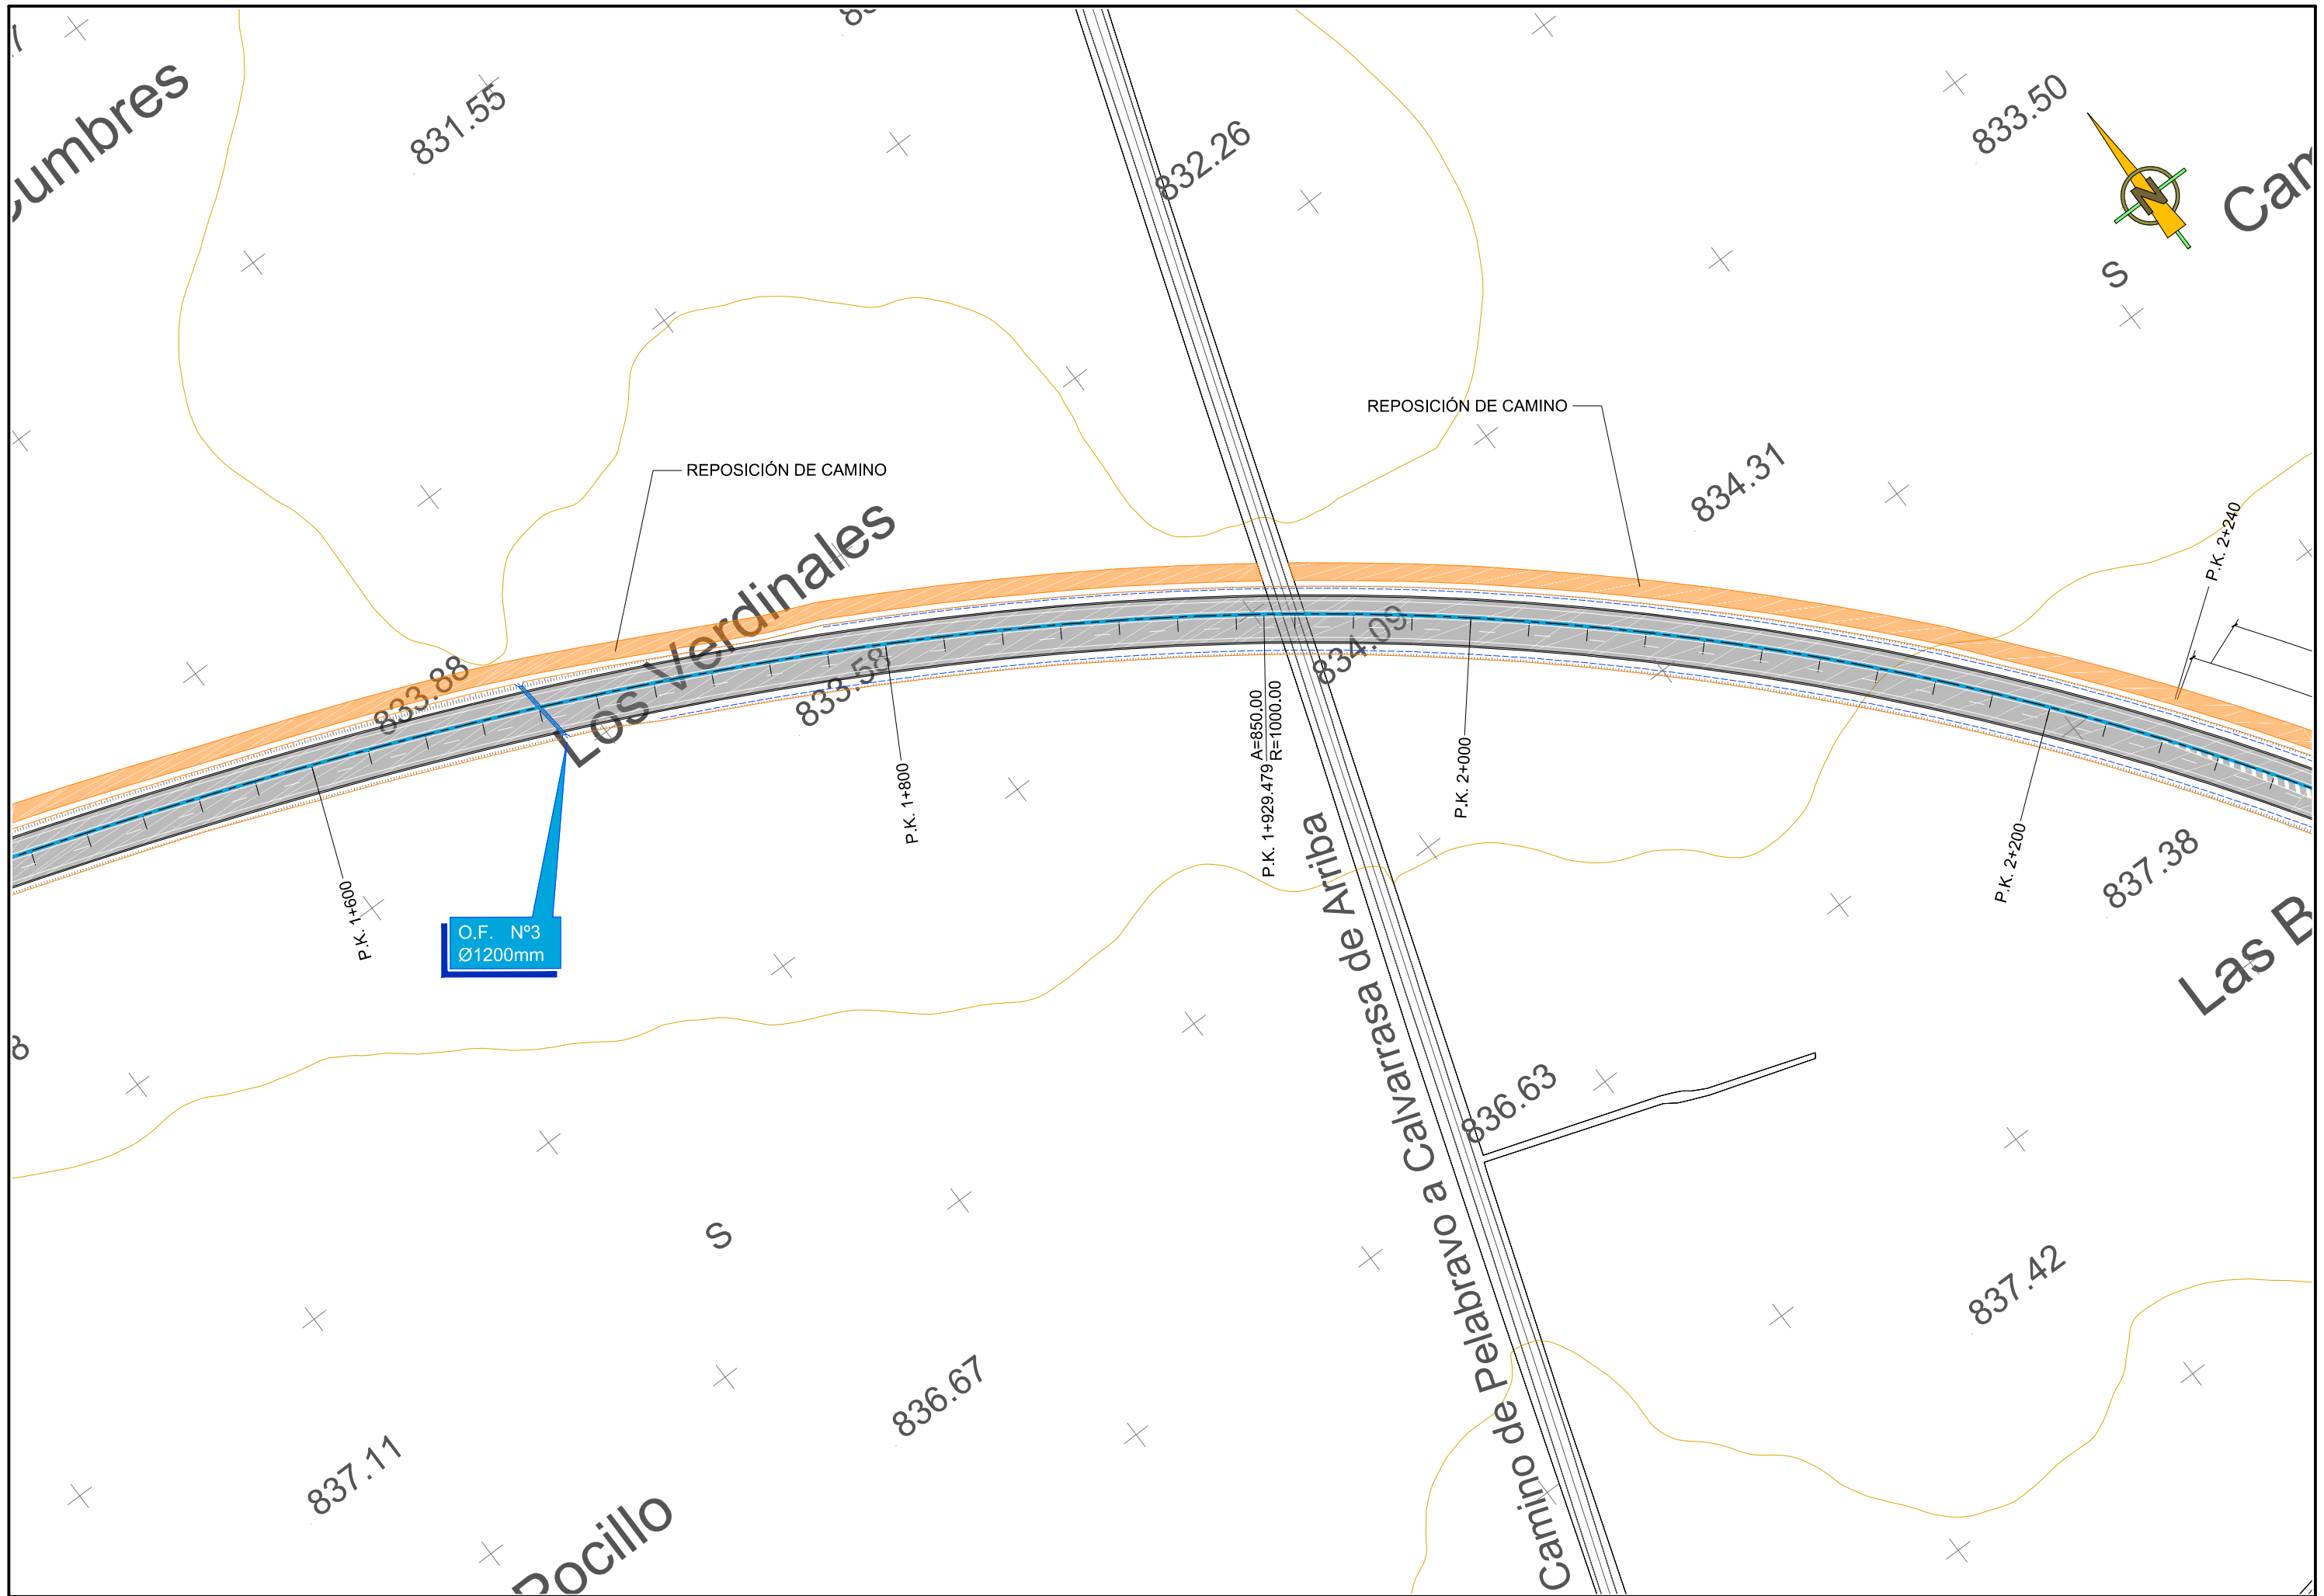 831.55
832.26
833.50
N
S
REPOSICIÓN DE CAMINO
REPOSICIÓN DE CAMINO
834.31
P.K. 2+240
Los Verdinales
833.88
833.58
834.09
P.K. 1+600
O.F. Nº3
Ø1200mm
P.K. 1+800
P.K. 1+929.479
A=850.00
R=1000.00
P.K. 2+000
P.K. 2+200
837.38
Las B
Camino de Pelabravo a Calvarrasa de Arriba
836.63
S
837.42
836.67
837.11